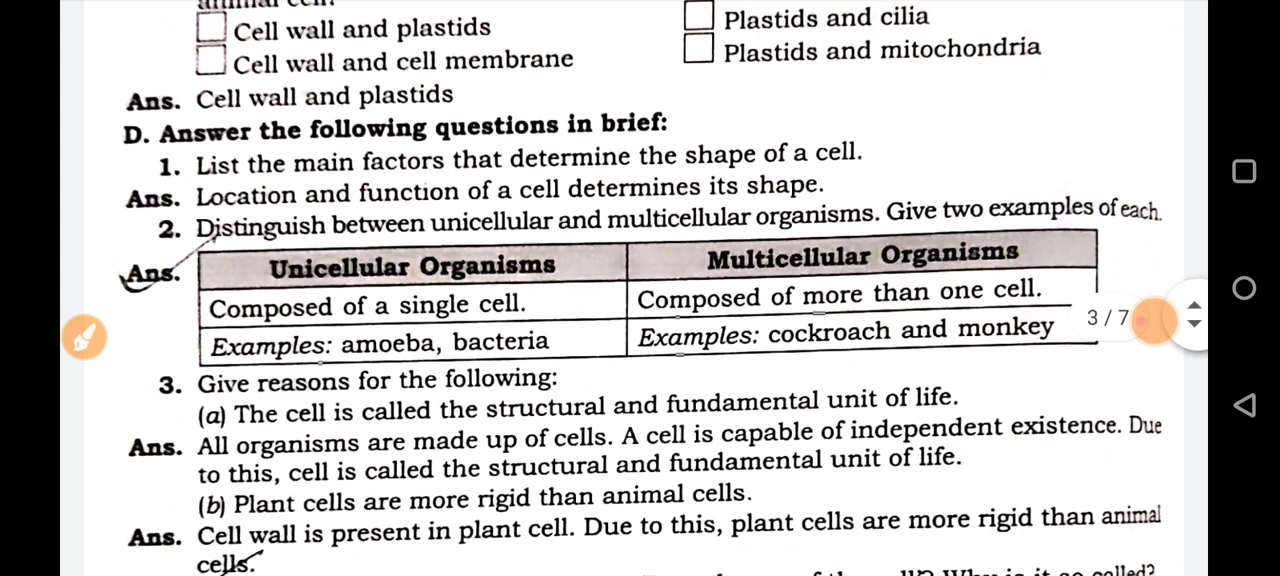 Cell wall and plastids
Plastids and cilia
Cell wall and cell membrane
Plastids and mitochondria
Ans. Cell wall and plastids
D. Answer the following questions in brief:
1. List the main factors that determine the shape of a cell.
Ans. Location and function of a cell determines its shape.
2. Distinguish between unicellular and multicellular organisms. Give two examples of each.
Ans.
Unicellular Organisms
Multicellular Organisms
Composed of a single cell.
Composed of more than one cell.
Examples: amoeba, bacteria
Examples: cockroach and monkey
3 / 7
3. Give reasons for the following:
(a) The cell is called the structural and fundamental unit of life.
Ans. All organisms are made up of cells. A cell is capable of independent existence. Due
to this, cell is called the structural and fundamental unit of life.
(b) Plant cells are more rigid than animal cells.
Ans. Cell wall is present in plant cell. Due to this, plant cells are more rigid than animal
cells.